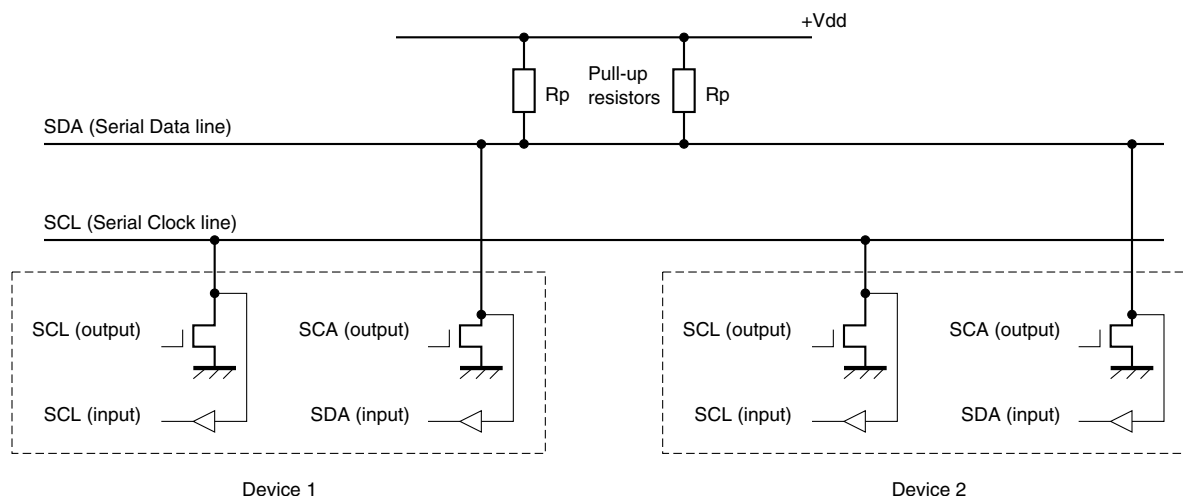 +Vdd
Rp
Pull-up
resistors
Rp
SDA (Serial Data line)
SCL (Serial Clock line)
SCL (output)
SCA (output)
SCL (output)
SCA (output)
SCL (input)
SDA (input)
SCL (input)
SDA (input)
Device 1
Device 2